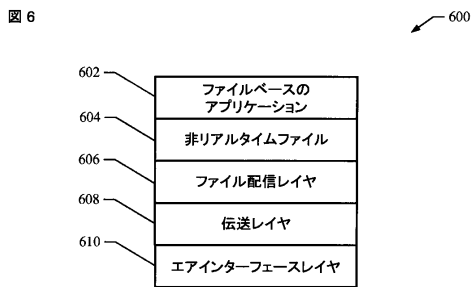 図6
600
602
ファイルベースの
アプリケーション
604
非リアルタイムファイル
606
ファイル配信レイヤ
608
伝送レイヤ
610
エアインターフェースレイヤ